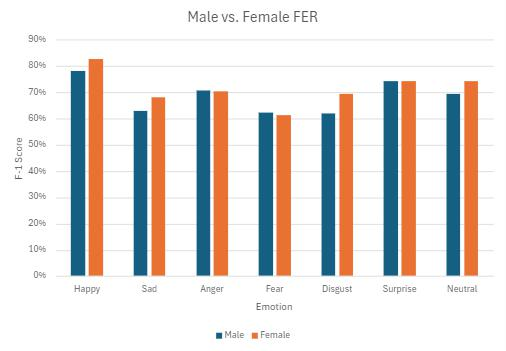 Male vs. Female FER
90%
80%
70%
60%
50%
40%
30%
20%
10%
0%
F-1 Score
Happy Sad Anger Fear Disgust Surprise Neutral
Emotion
Male Female